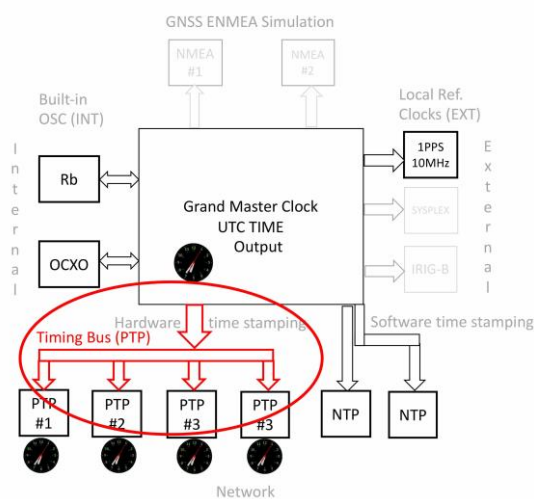 GNSS ENMEA Simulation
NMEA
#1
NMEA
#2
Built-in
OSC (INT)
Local Ref.
Clocks (EXT)
Internal
External
Rb
OCXO
Grand Master Clock
UTC TIME
Output
1PPS
10MHz
SYSPLEX
IRIG-B
Hardware time stamping
Software time stamping
Timing Bus (PTP)
PTP
#1
PTP
#2
PTP
#3
PTP
#3
NTP
NTP
Network